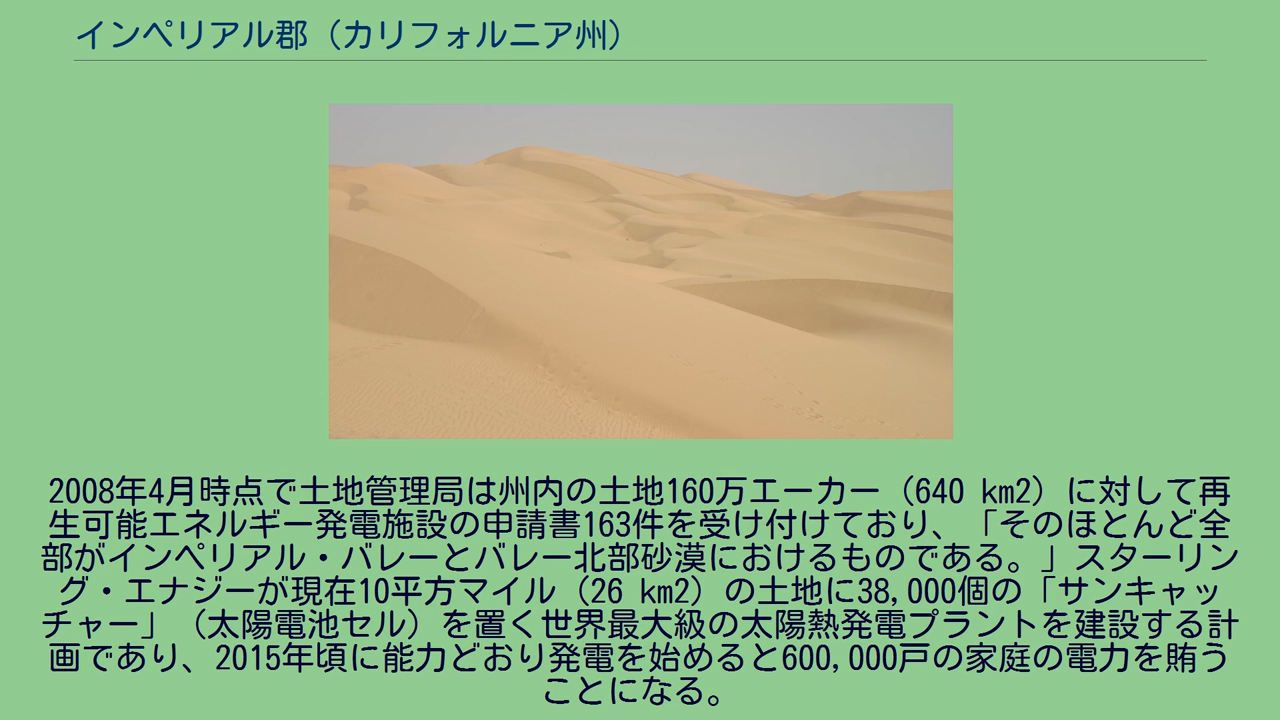 インペリアル郡（カリフォルニア州）
2008年4月時点で土地管理局は州内の土地160万エーカー（640 km2）に対して再
生可能エネルギー発電施設の申請書163件を受け付けており、「そのほとんど全
部がインペリアル・バレーとバレー北部砂漠におけるものである。」スターリン
グ・エナジーが現在10平方マイル（26 km2）の土地に38,000個の「サンキャッ
チャー」（太陽電池セル）を置く世界最大級の太陽熱発電プラントを建設する計
画であり、2015年頃に能力どおり発電を始めると600,000戸の家庭の電力を賄う
ことになる。